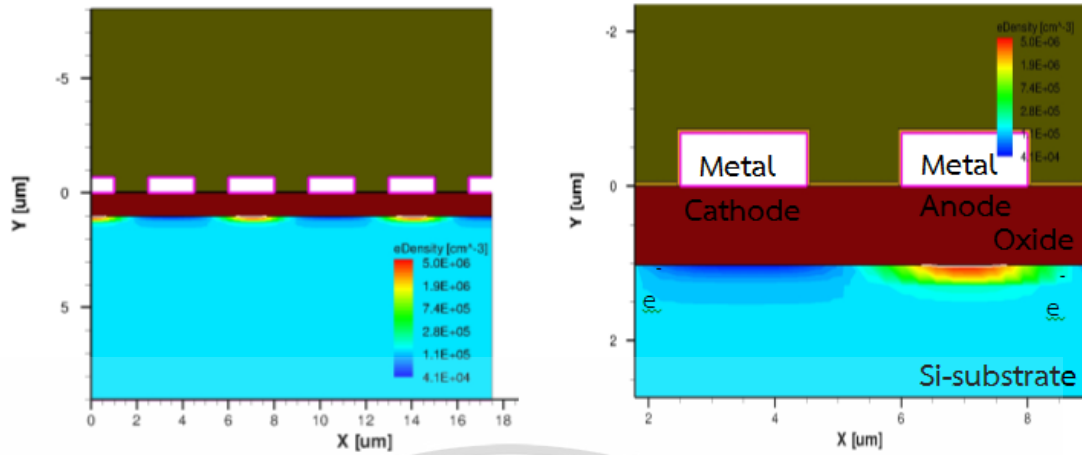 -5
0
5
Y [um]
0 2 4 6 8 10 12 14 16 18
X [um]
eDensity [cm^-3]
5.0E+06
1.9E+06
7.4E+05
2.8E+05
1.1E+05
4.1E+04
-2
0
2
Y [um]
eDensity [cm^-3]
5.0E+06
1.9E+06
7.4E+05
2.8E+05
1.1E+05
4.1E+04
Metal Metal
Cathode Anode
Oxide
- -
e e
Si-substrate
2 4 6 8
X [um]